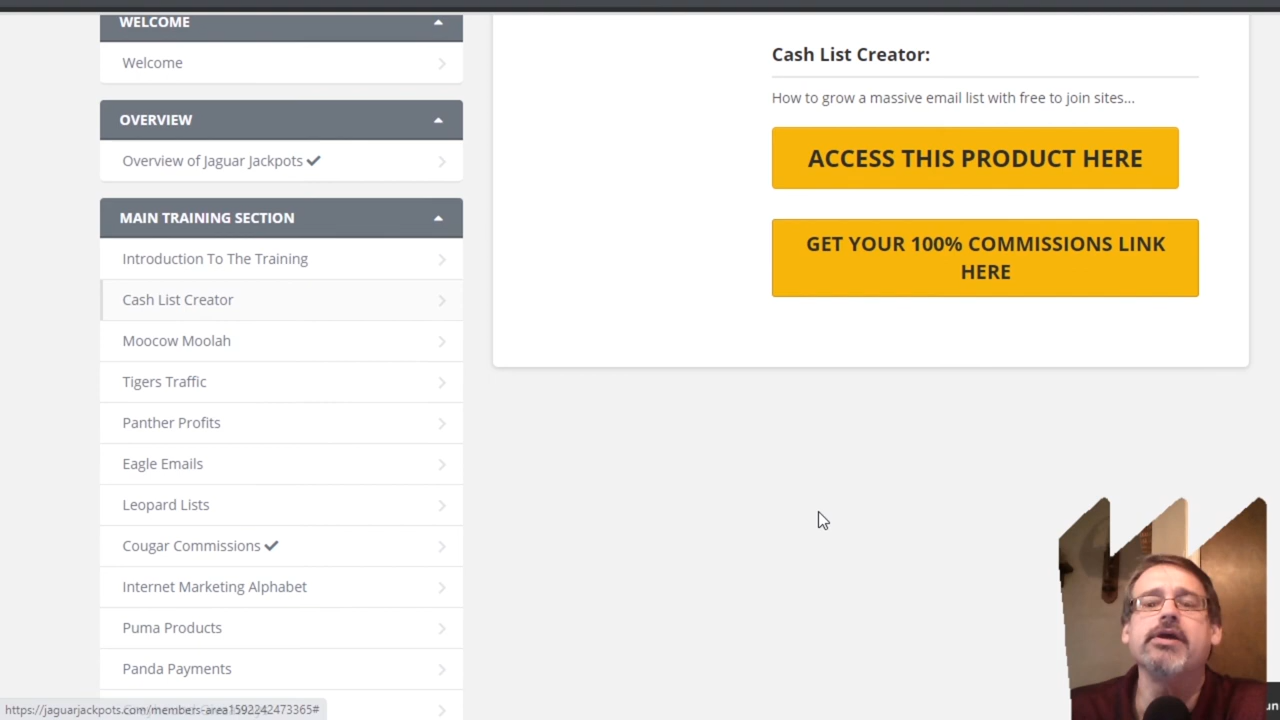 WELCOME
Welcome
OVERVIEW
Overview of Jaguar Jackpots
MAIN TRAINING SECTION
Introduction To The Training
Cash List Creator
Moocow Moolah
Tigers Traffic
Panther Profits
Eagle Emails
Leopard Lists
Cougar Commissions
Internet Marketing Alphabet
Puma Products
Panda Payments
https://jaguarjackpots.com/members-area1592242473365#
Cash List Creator:
How to grow a massive email list with free to join sites...
ACCESS THIS PRODUCT HERE
GET YOUR 100% COMMISSIONS LINK
HERE